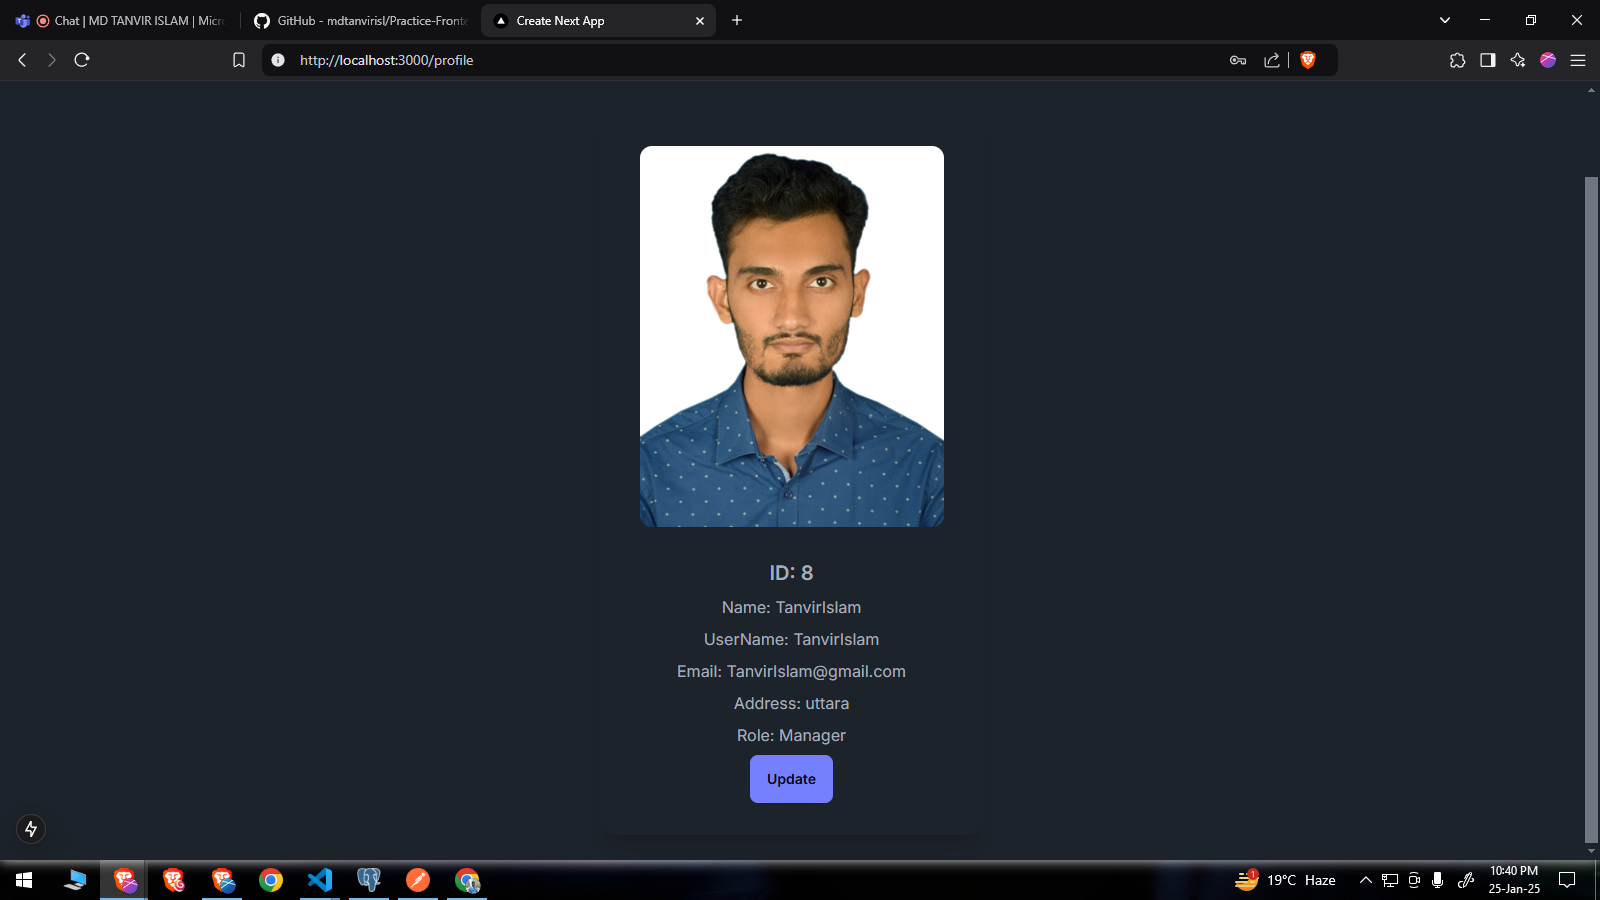 Chat | MD TANVIR ISLAM | Micr
GitHub - mdtanvirisl/Practice-Fronte
Create Next App
http://localhost:3000/profile
ID: 8
Name: TanvirIslam
UserName: TanvirIslam
Email: TanvirIslam@gmail.com
Address: uttara
Role: Manager
Update
1
19°C Haze
10:40 PM
25-Jan-25